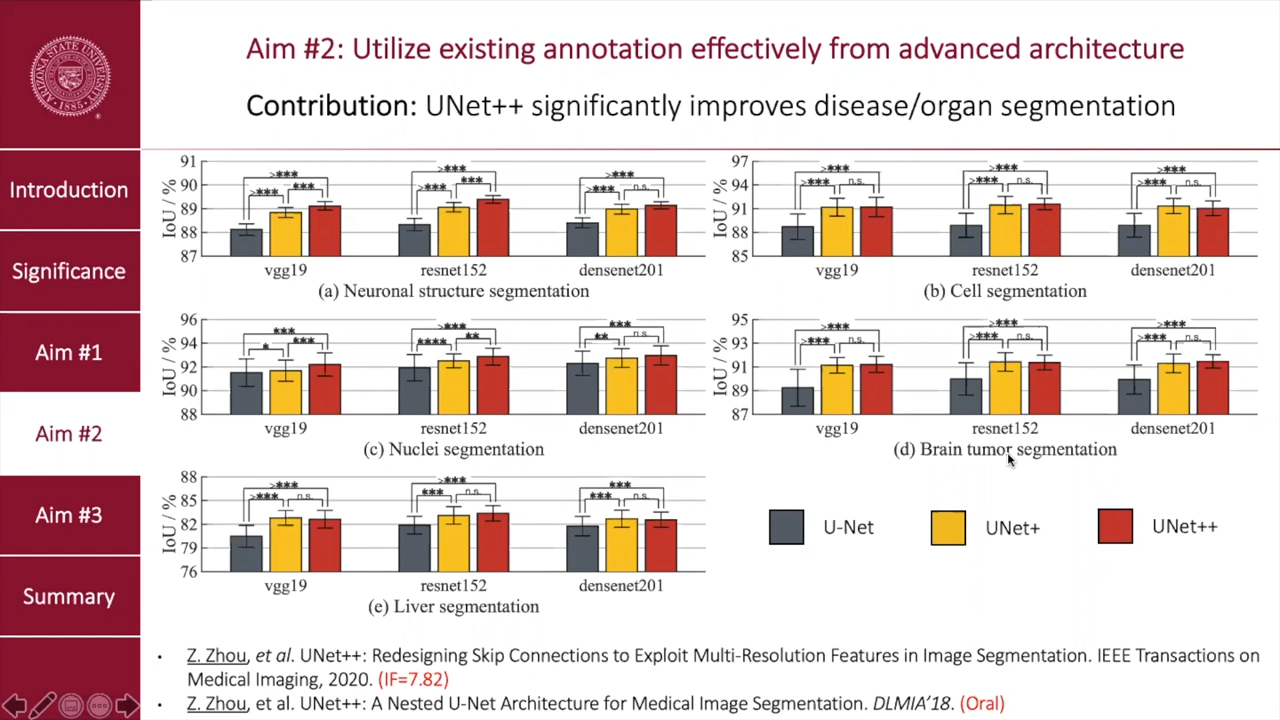 Aim #2: Utilize existing annotation effectively from advanced architecture
Contribution: UNet++ significantly improves disease/organ segmentation
ARIZONA STATE UNIVERSITY
1885
Introduction
Significance
Aim #1
Aim #2
Aim #3
Summary
IoU / %
91
90
89
88
87
>***
>***
***
>***
>***
***
>***
>***
n.s.
vgg19
resnet152
densenet201
(a) Neuronal structure segmentation
IoU / %
97
94
91
88
85
>***
>***
n.s.
>***
>***
n.s.
>***
>***
n.s.
vgg19
resnet152
densenet201
(b) Cell segmentation
IoU / %
96
94
92
90
88
***
*
***
>***
****
**
***
**
n.s.
vgg19
resnet152
densenet201
(c) Nuclei segmentation
IoU / %
95
93
91
89
87
>***
>***
n.s.
>***
>***
n.s.
>***
>***
n.s.
vgg19
resnet152
densenet201
(d) Brain tumor segmentation
IoU / %
88
85
82
79
76
>***
>***
n.s.
>***
***
n.s.
***
***
n.s.
vgg19
resnet152
densenet201
(e) Liver segmentation
U-Net
UNet+
UNet++
• Z. Zhou, et al. UNet++: Redesigning Skip Connections to Exploit Multi-Resolution Features in Image Segmentation. IEEE Transactions on
Medical Imaging, 2020. (IF=7.82)
• Z. Zhou, et al. UNet++: A Nested U-Net Architecture for Medical Image Segmentation. DLMIA’18. (Oral)